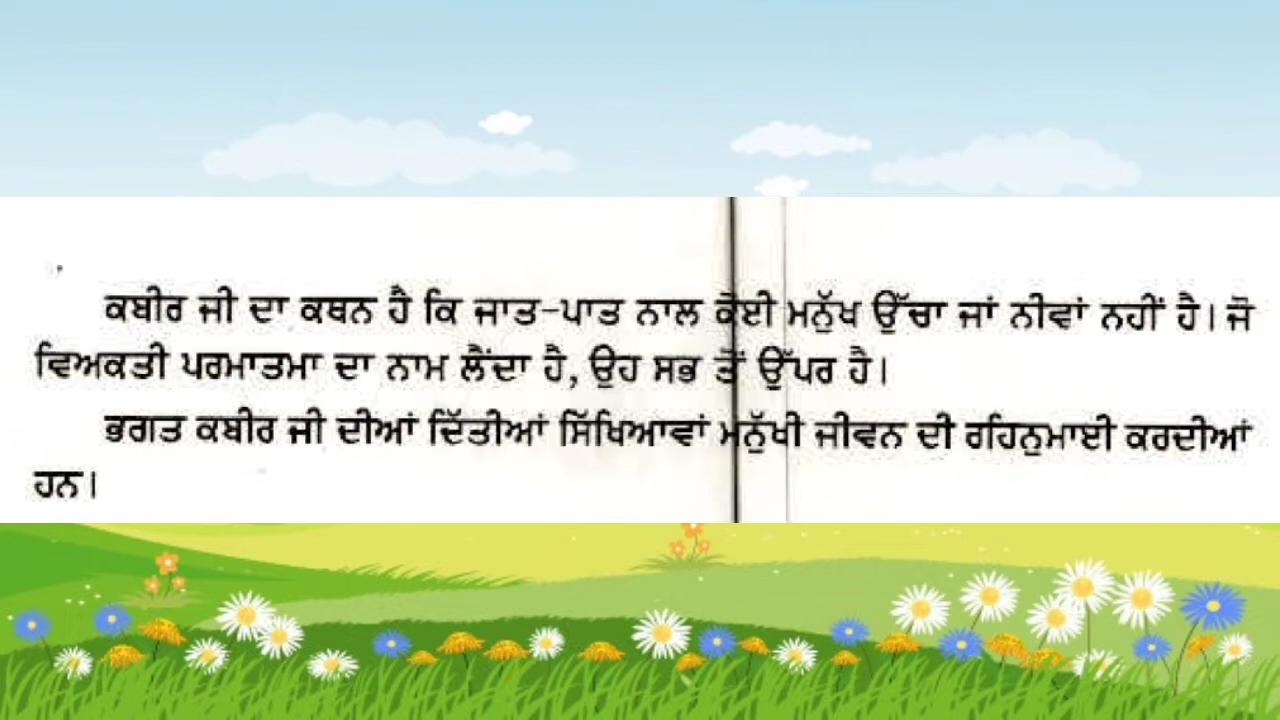 ਕਬੀਰ ਜੀ ਦਾ ਕਥਨ ਹੈ ਕਿ ਜਾਤ-ਪਾਤ ਨਾਲ ਕੋਈ ਮਨੁੱਖ ਉੱਚਾ ਜਾਂ ਨੀਵਾਂ ਨਹੀਂ ਹੈ। ਜੋ
ਵਿਅਕਤੀ ਪਰਮਾਤਮਾ ਦਾ ਨਾਮ ਲੈਂਦਾ ਹੈ, ਉਹ ਸਭ ਤੋਂ ਉੱਪਰ ਹੈ।
ਭਗਤ ਕਬੀਰ ਜੀ ਦੀਆਂ ਦਿੱਤੀਆਂ ਸਿੱਖਿਆਵਾਂ ਮਨੁੱਖੀ ਜੀਵਨ ਦੀ ਰਹਿਨੁਮਾਈ ਕਰਦੀਆਂ
ਹਨ।